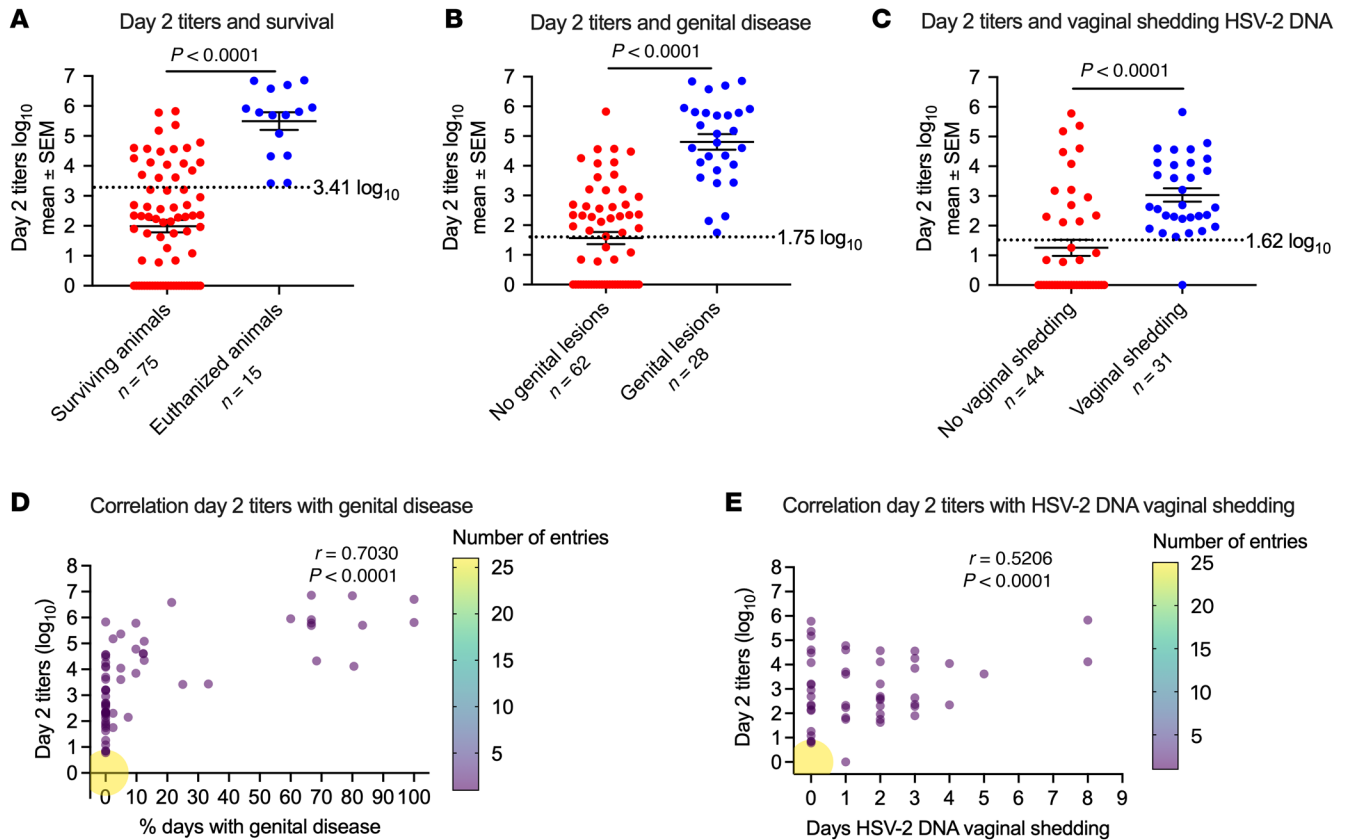 A Day 2 titers and survival
P < 0.0001
Day 2 titers log10
mean ± SEM
7
6
5
4
3
2
1
0
3.41 log10
Surviving animals
n = 75
Euthanized animals
n = 15
B Day 2 titers and genital disease
P < 0.0001
Day 2 titers log10
mean ± SEM
7
6
5
4
3
2
1
0
1.75 log10
No genital lesions
n = 62
Genital lesions
n = 28
C Day 2 titers and vaginal shedding HSV-2 DNA
P < 0.0001
Day 2 titers log10
mean ± SEM
7
6
5
4
3
2
1
0
1.62 log10
No vaginal shedding
n = 44
Vaginal shedding
n = 31
D Correlation day 2 titers with genital disease
r = 0.7030
P < 0.0001
Day 2 titers (log10)
8
7
6
5
4
3
2
1
0
0 10 20 30 40 50 60 70 80 90 100
% days with genital disease
Number of entries
25
20
15
10
5
E Correlation day 2 titers with HSV-2 DNA vaginal shedding
r = 0.5206
P < 0.0001
Day 2 titers (log10)
8
7
6
5
4
3
2
1
0
0 1 2 3 4 5 6 7 8 9
Days HSV-2 DNA vaginal shedding
Number of entries
25
20
15
10
5